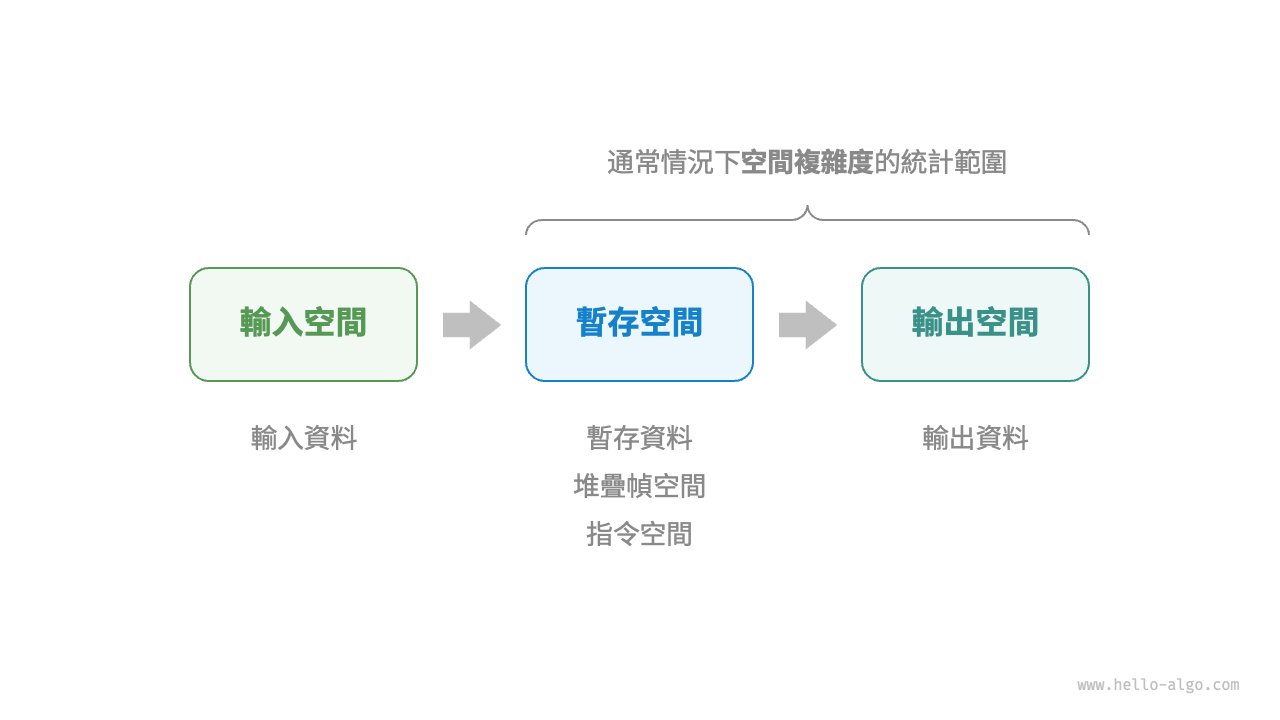 通常情況下空間複雜度的統計範圍
輸入空間
暫存空間
輸出空間
輸入資料
暫存資料
輸出資料
堆疊幀空間
指令空間
www.hello-algo.com